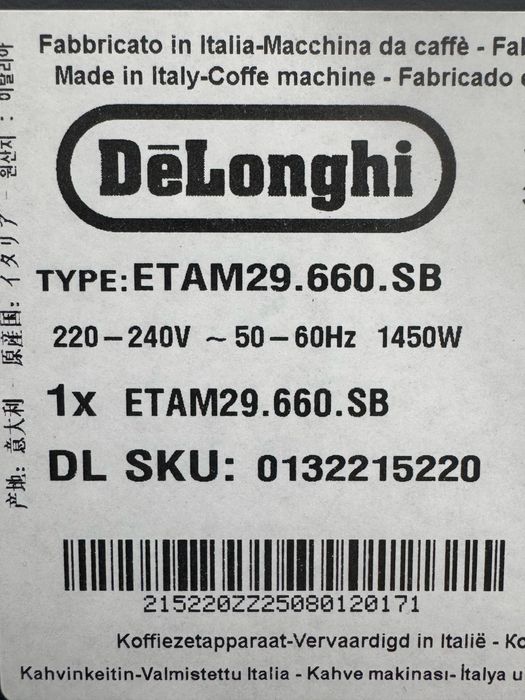 Fabbricato in Italia-Macchina da caffè - Fal
Made in Italy-Coffe machine - Fabricado
DeLonghi
TYPE:ETAM29.660.SB
220-240V ~ 50-60Hz 1450W
1x ETAM29.660.SB
DL SKU: 0132215220
215220ZZ25080120171
Koffiezetapparaat-Vervaardigd in Italië - Ko
Kahvinkeitin-Valmistettu Italia - Kahve makinası- İtalya u
产地: 意大利 - 原産国: イタリア - 원산지 : 이탈리아